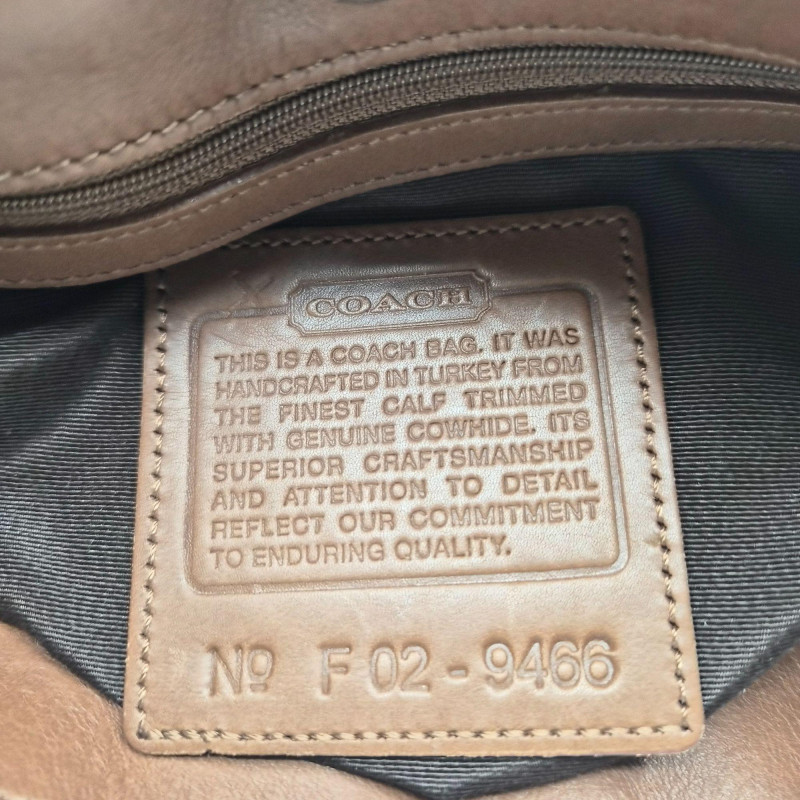 COACH
THIS IS A COACH BAG. IT WAS
HANDCRAFTED IN TURKEY FROM
THE FINEST CALF TRIMMED
WITH GENUINE COWHIDE. ITS
SUPERIOR CRAFTSMANSHIP
AND ATTENTION TO DETAIL
REFLECT OUR COMMITMENT
TO ENDURING QUALITY.
Nº F 02 - 9466